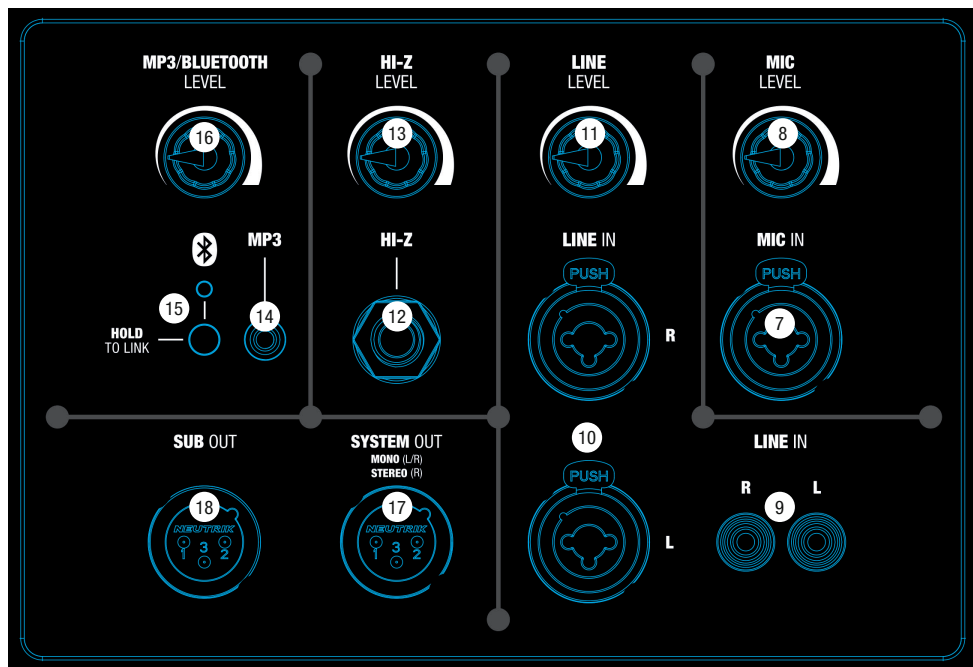 MP3/BLUETOOTH
LEVEL
HI-Z
LEVEL
LINE
LEVEL
MIC
LEVEL
16
13
11
8
MP3
HI-Z
LINE IN
MIC IN
PUSH
PUSH
15
14
12
7
HOLD
TO LINK
R
SUB OUT
SYSTEM OUT
MONO (L/R)
STEREO (R)
10
LINE IN
PUSH
R L
18
17
9
NEUTRIK
1 3 2
NEUTRIK
1 3 2
L